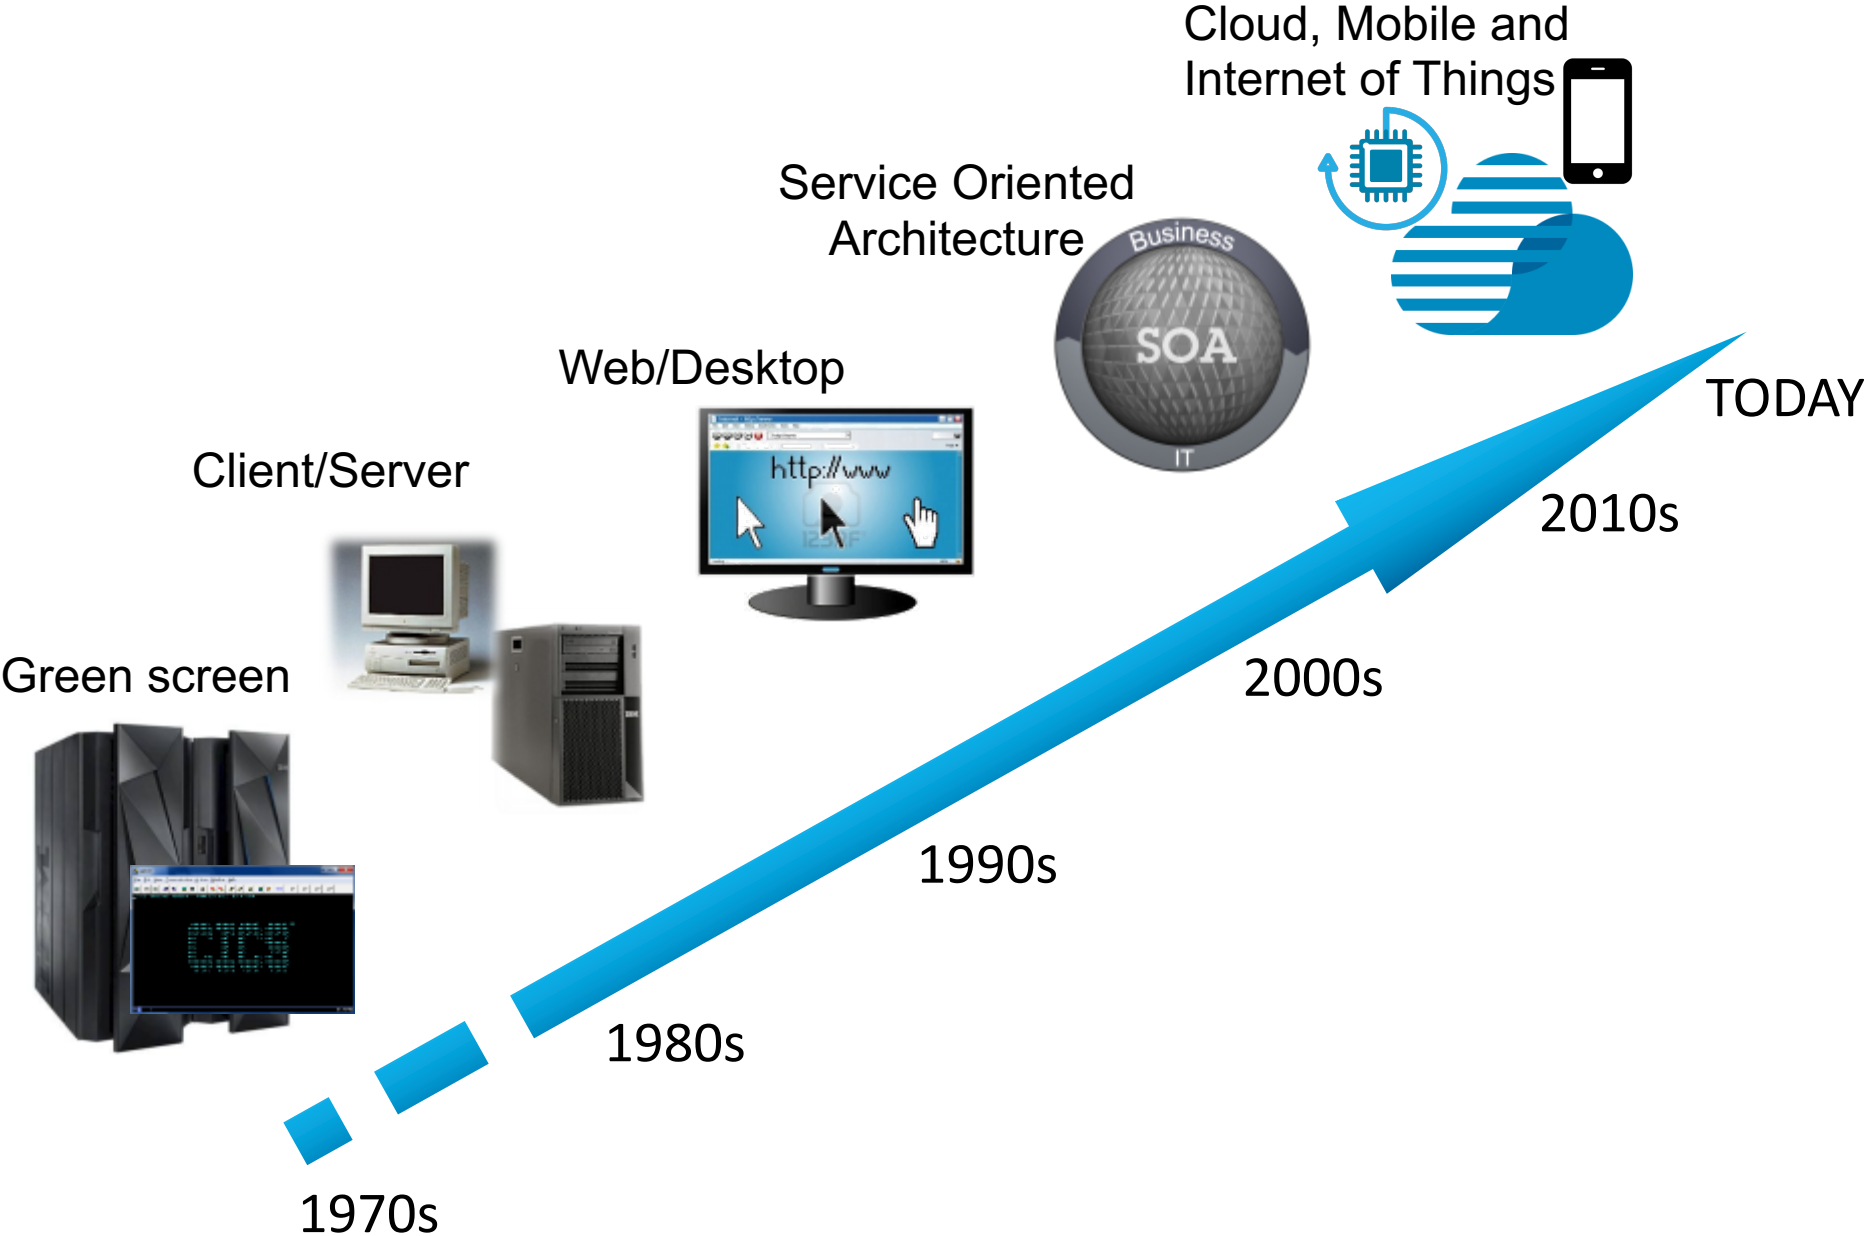 Cloud, Mobile and
Internet of Things
Service Oriented
Architecture
Business
SOA
IT
Web/Desktop
http://www
Client/Server
Green screen
CICS
TODAY
2010s
2000s
1990s
1980s
1970s